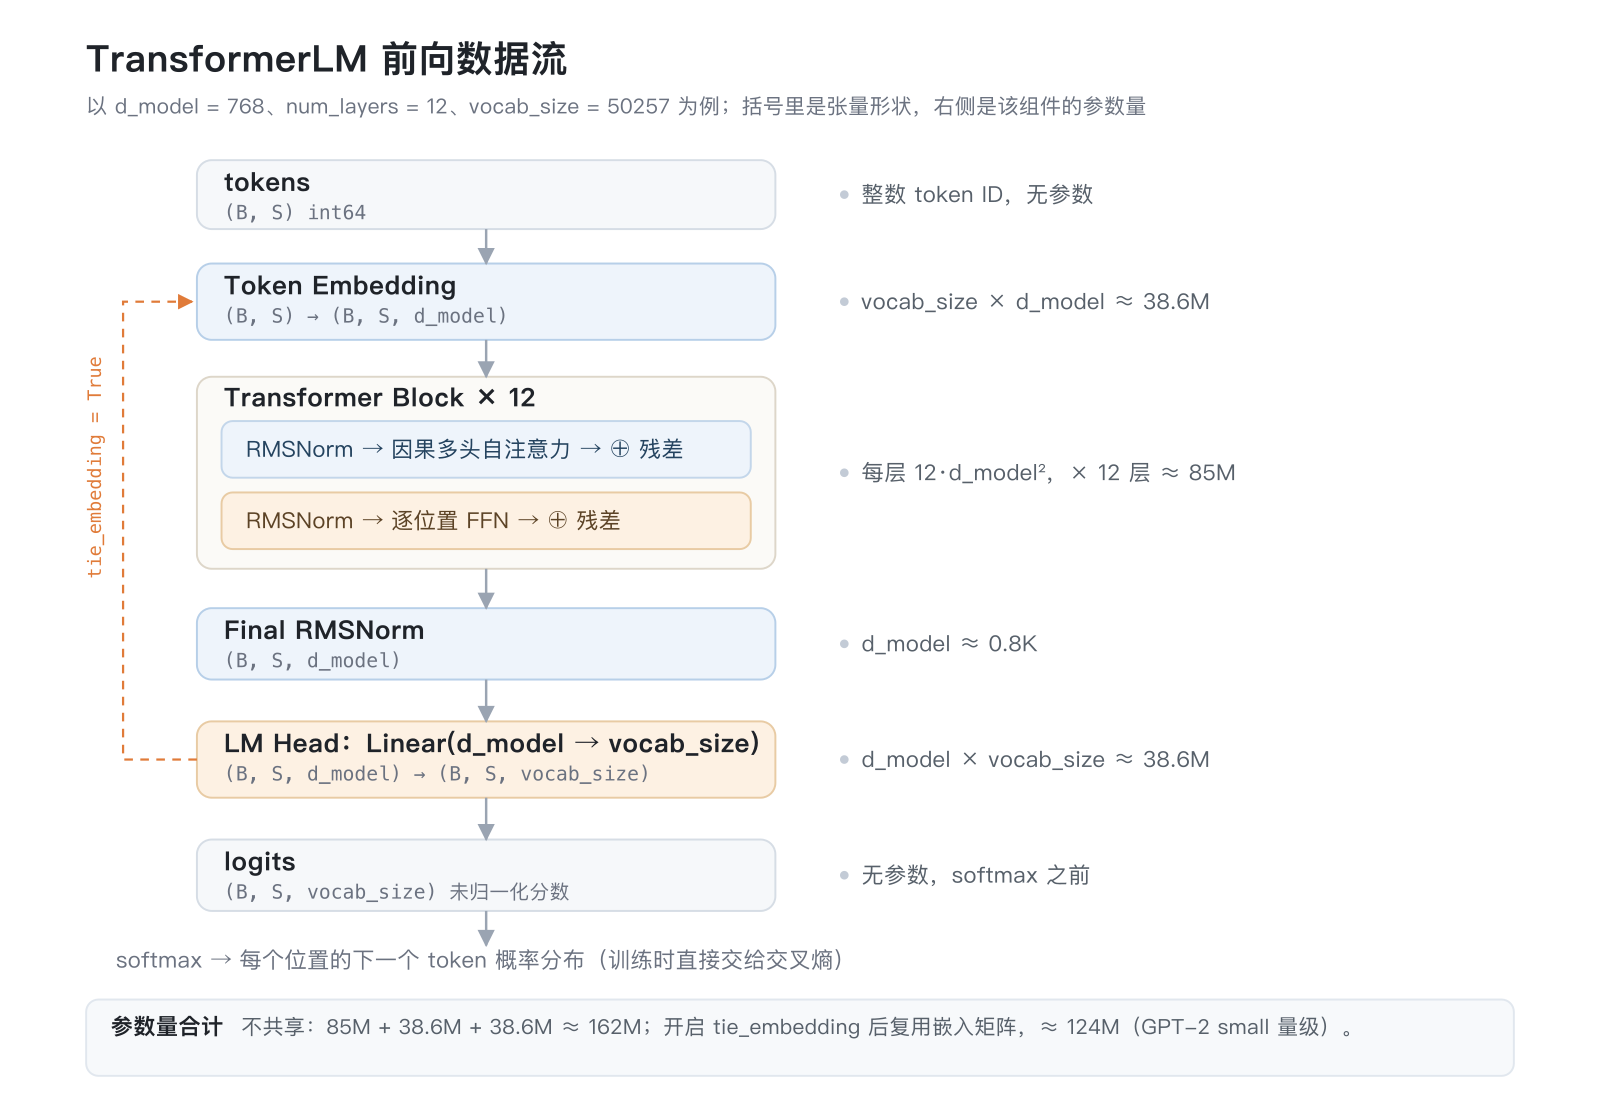 TransformerLM 前向数据流
以 d_model = 768、num_layers = 12、vocab_size = 50257 为例；括号里是张量形状，右侧是该组件的参数量
tokens
(B, S) int64
整数 token ID，无参数
Token Embedding
(B, S) → (B, S, d_model)
vocab_size × d_model ≈ 38.6M
tie_embedding = True
Transformer Block × 12
RMSNorm → 因果多头自注意力 → ⊕ 残差
RMSNorm → 逐位置 FFN → ⊕ 残差
每层 12·d_model²，× 12 层 ≈ 85M
Final RMSNorm
(B, S, d_model)
d_model ≈ 0.8K
LM Head：Linear(d_model → vocab_size)
(B, S, d_model) → (B, S, vocab_size)
d_model × vocab_size ≈ 38.6M
logits
(B, S, vocab_size) 未归一化分数
无参数，softmax 之前
softmax → 每个位置的下一个 token 概率分布（训练时直接交给交叉熵）
参数量合计 不共享：85M + 38.6M + 38.6M ≈ 162M；开启 tie_embedding 后复用嵌入矩阵，≈ 124M（GPT-2 small 量级）。